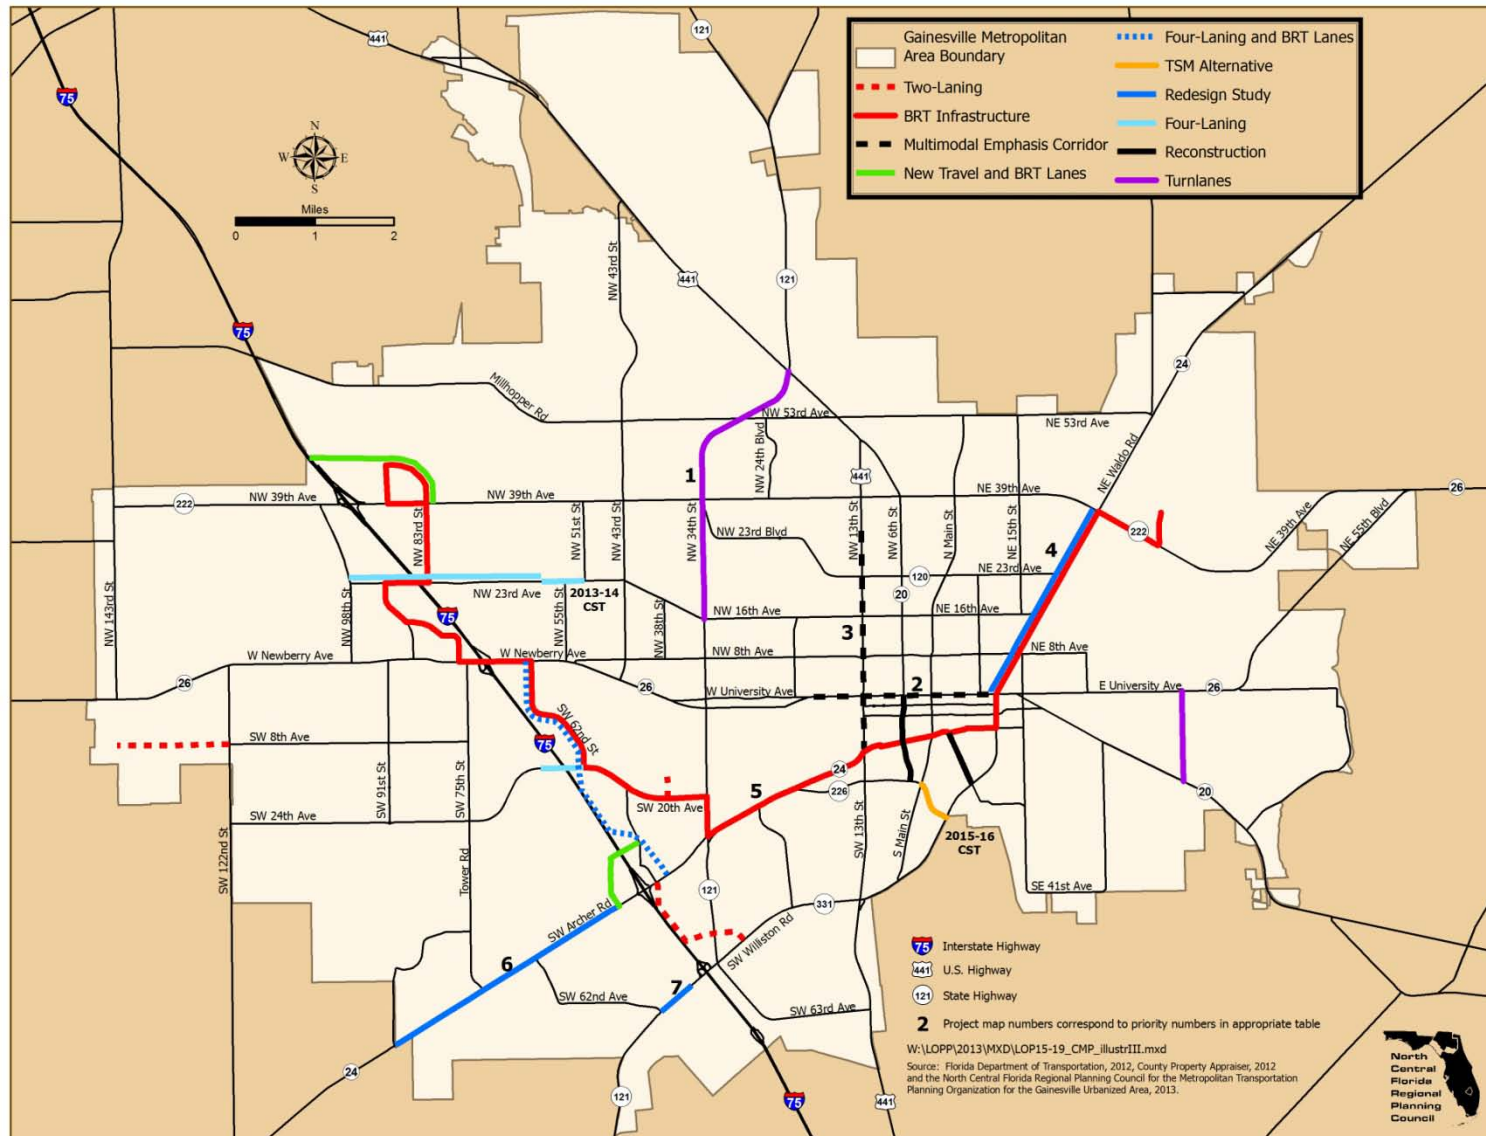 441
121
75
N
W
E
S
Miles
0
1
2
Gainesville Metropolitan
Area Boundary
Two-Laning
BRT Infrastructure
Multimodal Emphasis Corridor
New Travel and BRT Lanes
Four-Laning and BRT Lanes
TSM Alternative
Redesign Study
Four-Laning
Reconstruction
Turnlanes
NW 43rd St
441
121
75
24
Millhopper Rd
NW 53rd Ave
NE 53rd Ave
NW 24th Blvd
NE Waldo Rd
441
1
26
222
NW 39th Ave
NW 39th Ave
NE 39th Ave
NW 83rd St
NW 51st St
NW 43rd St
NW 34th St
NW 23rd Blvd
NW 13th St
NW 6th St
N Main St
NE 15th St
4
222
NE 39th Ave
NE 55th Blvd
120
NE 23rd Ave
NW 143rd St
NW 98th St
NW 23rd Ave
NW 55th St
2013-14
CST
NW 38th St
20
75
NW 16th Ave
NE 16th Ave
3
W Newberry Ave
W Newberry Ave
NW 8th Ave
NE 8th Ave
26
26
W University Ave
2
E University Ave
26
SW 8th Ave
SW 62nd St
75
SW 91st St
SW 75th St
24
5
226
20
SW 20th Ave
SW 24th Ave
SW 122nd St
Tower Rd
SW 13th St
S Main St
2015-16
CST
121
SE 41st Ave
331
SW Archer Rd
SW Williston Rd
6
7
SW 62nd Ave
SW 63rd Ave
24
121
75
441
75
Interstate Highway
441
U.S. Highway
121
State Highway
2
Project map numbers correspond to priority numbers in appropriate table
W:\LOPP\2013\MXD\LOP15-19_CMP_illustrIII.mxd
Source: Florida Department of Transportation, 2012, County Property Appraiser, 2012
and the North Central Florida Regional Planning Council for the Metropolitan Transportation
Planning Organization for the Gainesville Urbanized Area, 2013.
North
Central
Florida
Regional
Planning
Council